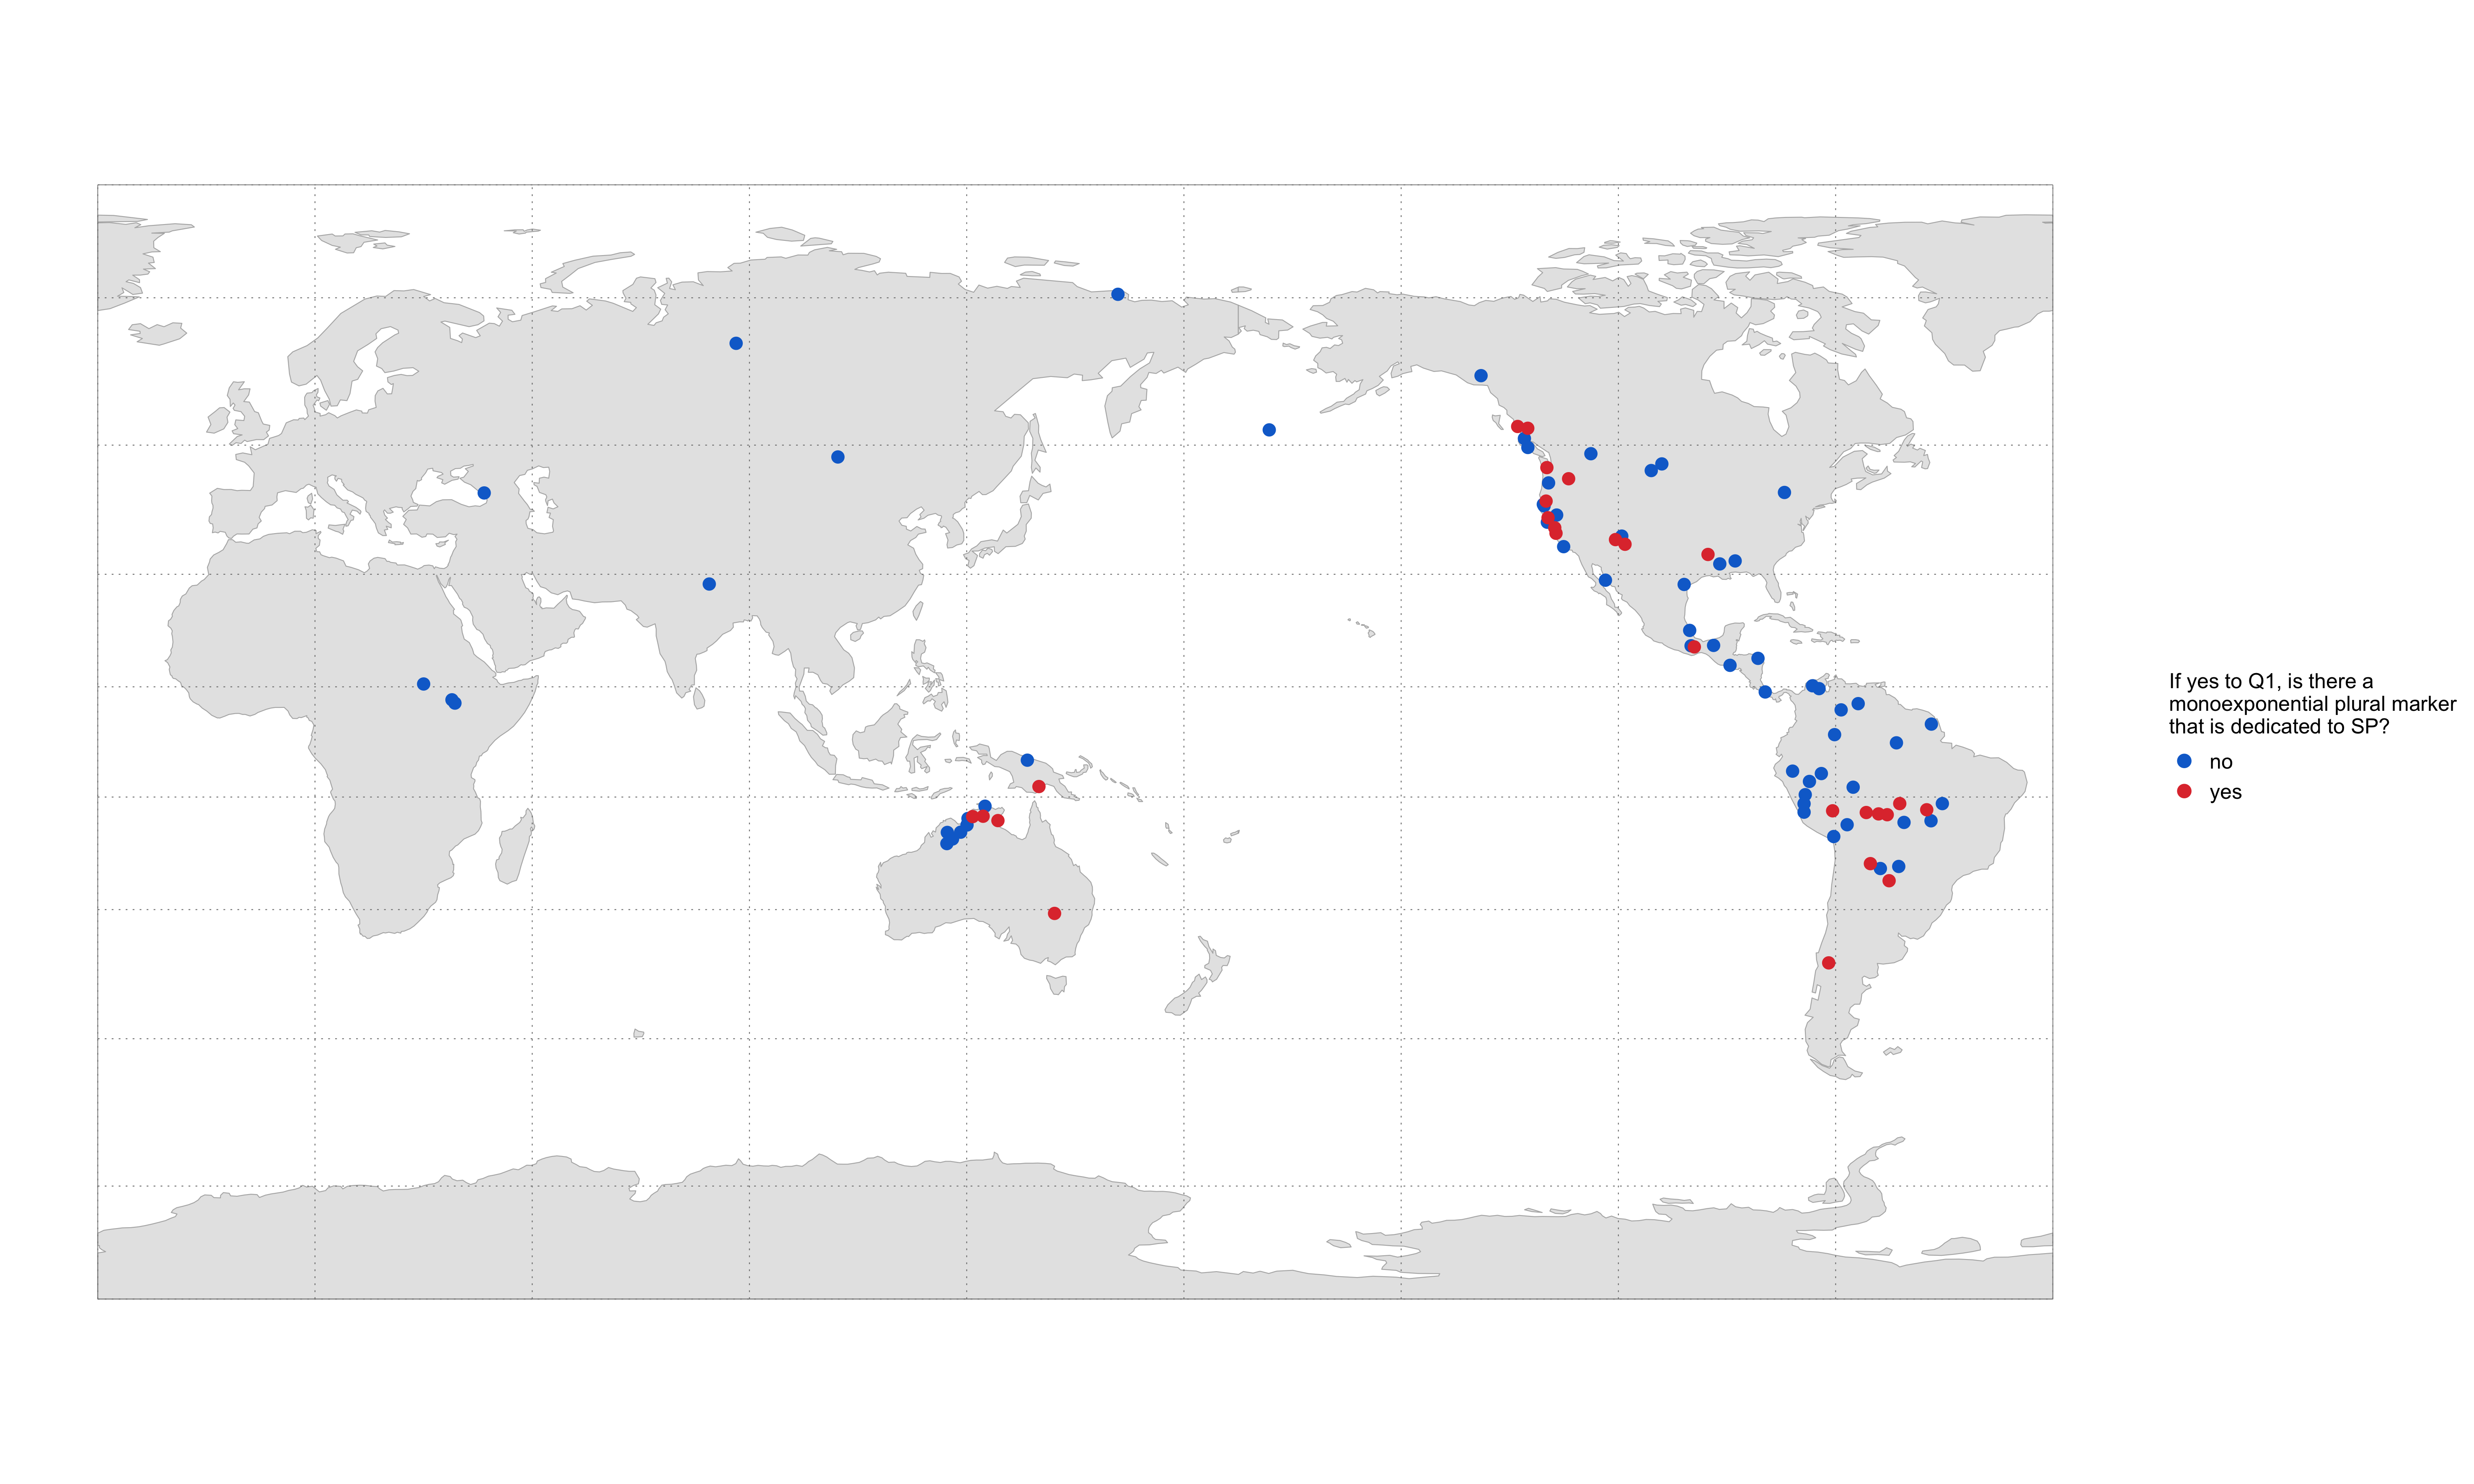 If yes to Q1, is there a
monoexponential plural marker
that is dedicated to SP?
no
yes